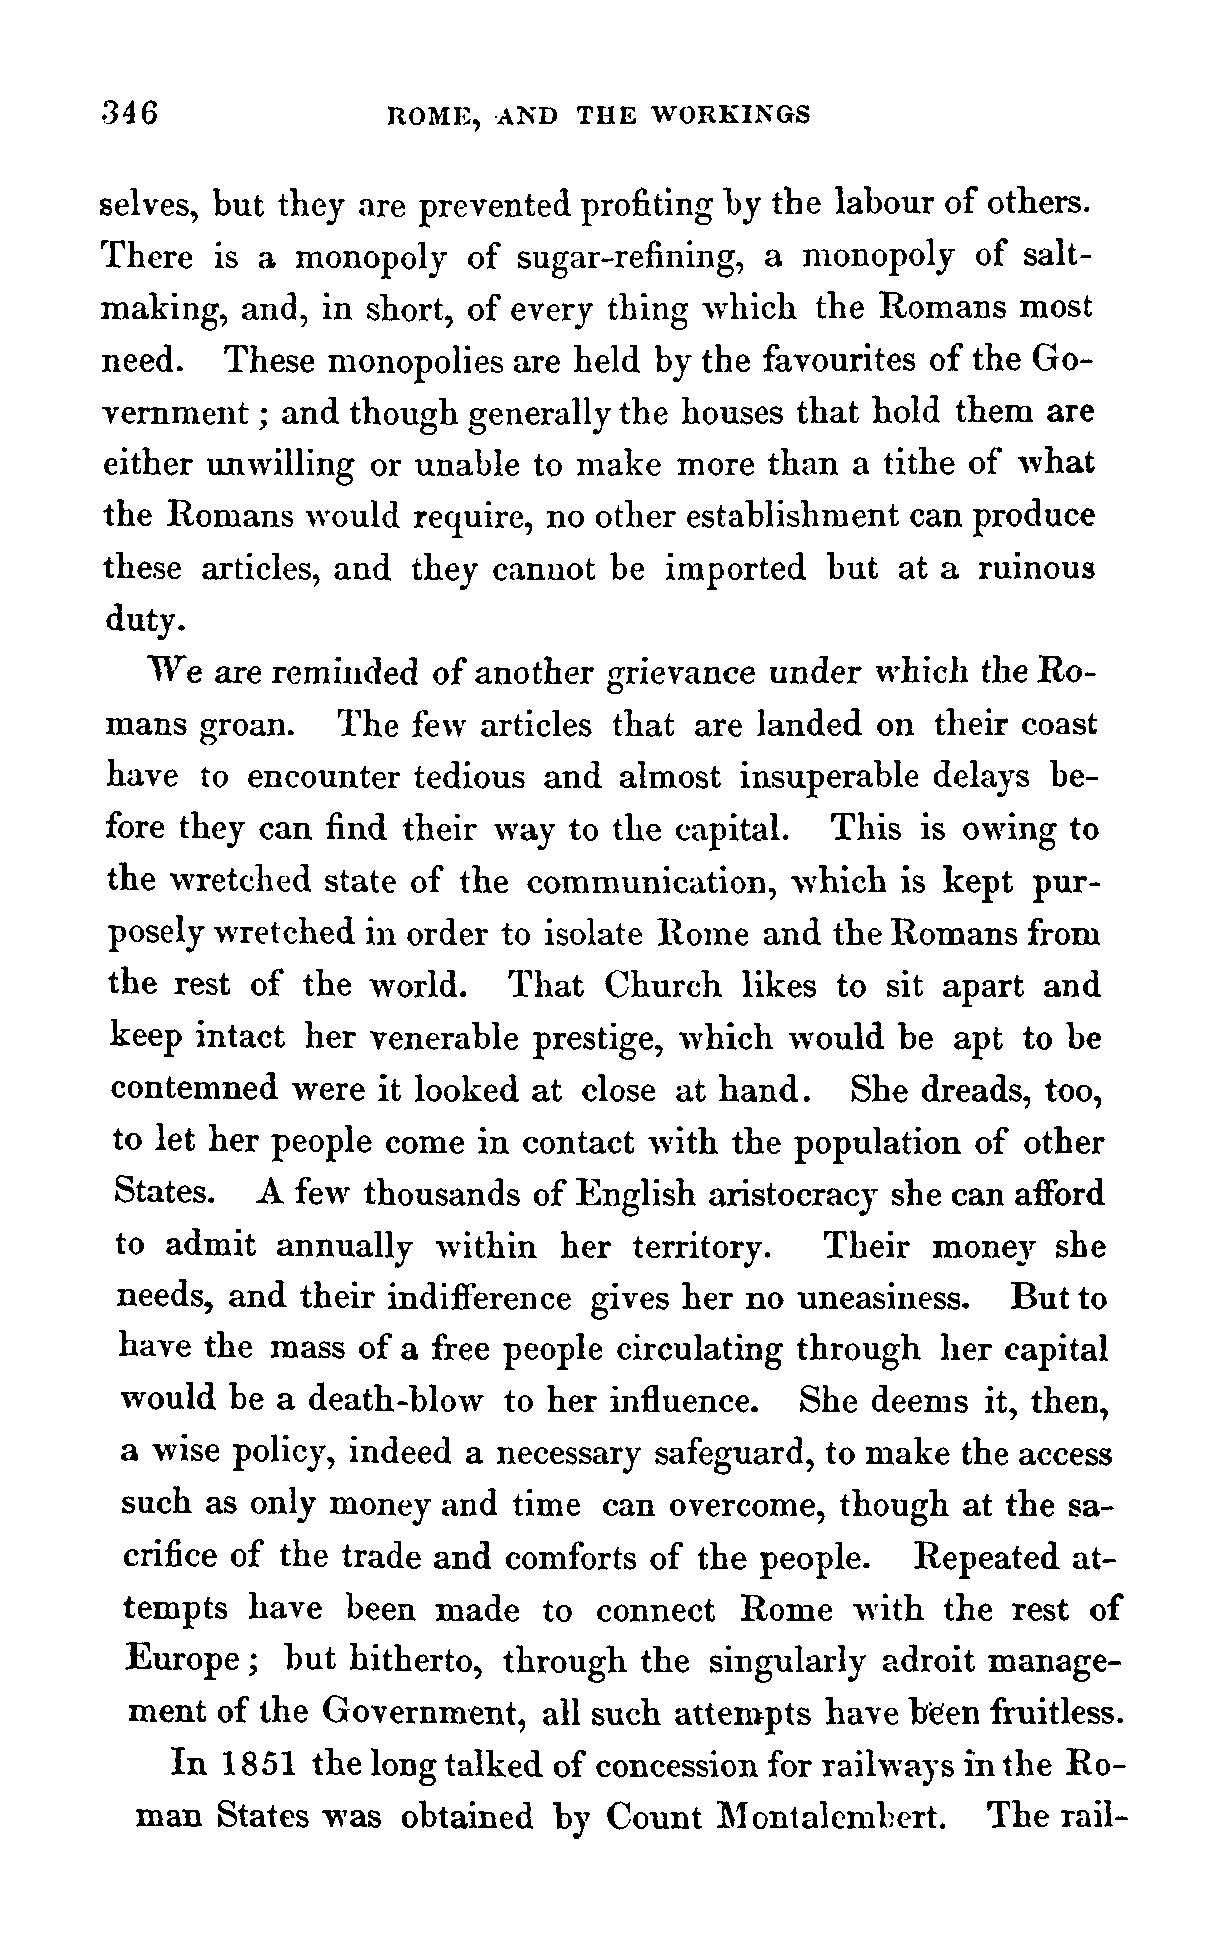 346 ROME, AND THE WORKINGS
selves, but they are prevented profiting by the labour of others.
There is a monopoly of sugar-refining, a monopoly of salt-
making, and, in short, of every thing which the Romans most
need. These monopolies are held by the favourites of the Go-
vernment ; and though generally the houses that hold them are
either unwilling or unable to make more than a tithe of what
the Romans would require, no other establishment can produce
these articles, and they cannot be imported but at a ruinous
duty.
We are reminded of another grievance under which the Ro-
mans groan. The few articles that are landed on their coast
have to encounter tedious and almost insuperable delays be-
fore they can find their way to the capital. This is owing to
the wretched state of the communication, which is kept pur-
posely wretched in order to isolate Rome and the Romans from
the rest of the world. That Church likes to sit apart and
keep intact her venerable prestige, which would be apt to be
contemned were it looked at close at hand. She dreads, too,
to let her people come in contact with the population of other
States. A few thousands of English aristocracy she can afford
to admit annually within her territory. Their money she
needs, and their indifference gives her no uneasiness. But to
have the mass of a free people circulating through her capital
would be a death-blow to her influence. She deems it, then,
a wise policy, indeed a necessary safeguard, to make the access
such as only money and time can overcome, though at the sa-
crifice of the trade and comforts of the people. Repeated at-
tempts have been made to connect Rome with the rest of
Europe ; but hitherto, through the singularly adroit manage-
ment of the Government, all such attempts have been fruitless.
In 1851 the long talked of concession for railways in the Ro-
man States was obtained by Count Montalembert. The rail-